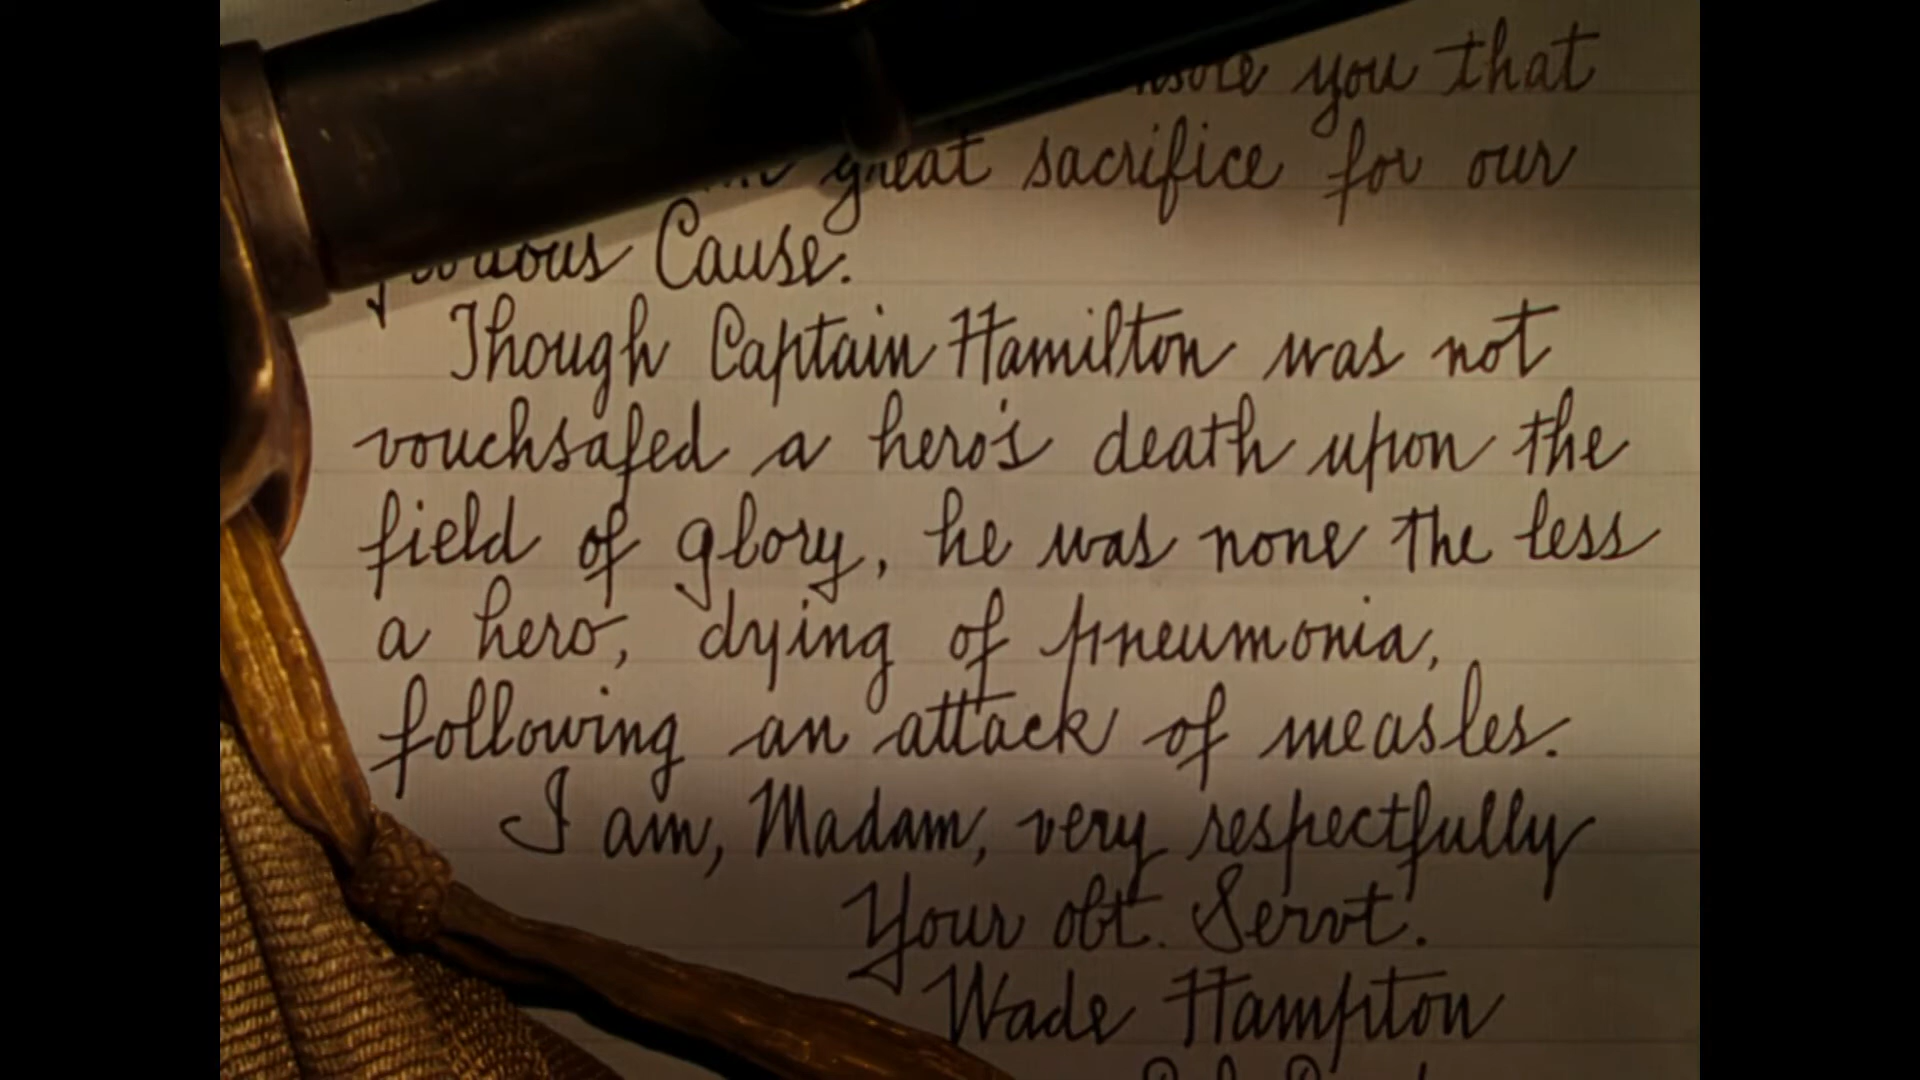 you that
great sacrifice for our
Cause.
Though Captain Hamilton was not
vouchsafed a hero's death upon the
field of glory, he was none the less
a hero, dying of pneumonia,
following an attack of measles.
I am, Madam, very respectfully
Your obt. Servt.
Wade Hampton